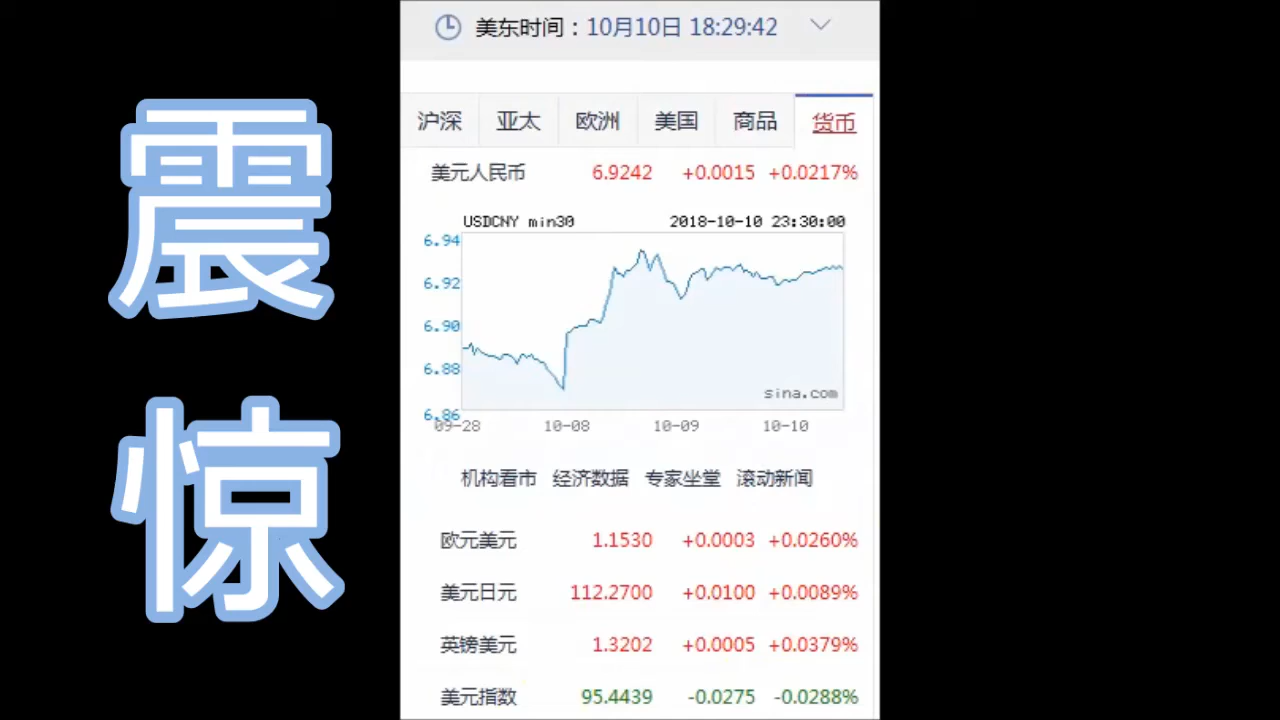 震
惊
美东时间：10月10日 18:29:42
沪深 亚太 欧洲 美国 商品 货币
美元人民币 6.9242 +0.0015 +0.0217%
USDCNY min30 2018-10-10 23:30:00
6.94
6.92
6.90
6.88
6.86
sina.com
09-28 10-08 10-09 10-10
机构看市 经济数据 专家坐堂 滚动新闻
欧元美元 1.1530 +0.0003 +0.0260%
美元日元 112.2700 +0.0100 +0.0089%
英镑美元 1.3202 +0.0005 +0.0379%
美元指数 95.4439 -0.0275 -0.0288%